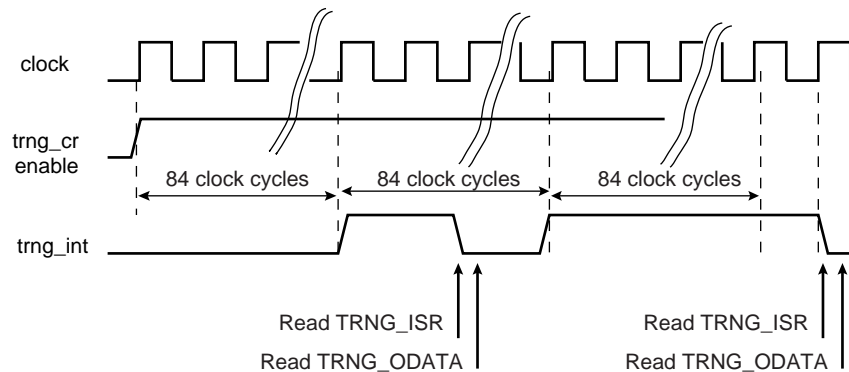 clock
trng_cr
enable
84 clock cycles
84 clock cycles
84 clock cycles
trng_int
Read TRNG_ISR
Read TRNG_ISR
Read TRNG_ODATA
Read TRNG_ODATA